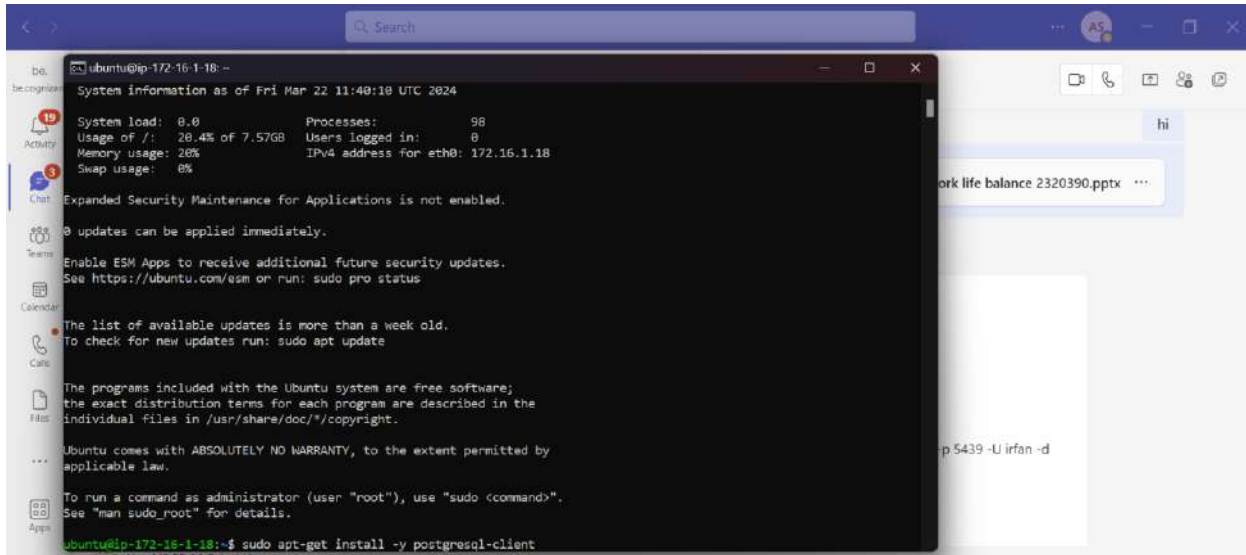 Search
AS
be.
be.cognizan
19
Activity
3
Chat
Teams
Calendar
Calls
Files
Apps
ubuntu@ip-172-16-1-18: ~
System information as of Fri Mar 22 11:40:10 UTC 2024
System load: 0.0 Processes: 98
Usage of /: 20.4% of 7.57GB Users logged in: 0
Memory usage: 20% IPv4 address for eth0: 172.16.1.18
Swap usage: 0%
Expanded Security Maintenance for Applications is not enabled.
0 updates can be applied immediately.
Enable ESM Apps to receive additional future security updates.
See https://ubuntu.com/esm or run: sudo pro status
The list of available updates is more than a week old.
To check for new updates run: sudo apt update
The programs included with the Ubuntu system are free software;
the exact distribution terms for each program are described in the
individual files in /usr/share/doc/*/copyright.
Ubuntu comes with ABSOLUTELY NO WARRANTY, to the extent permitted by
applicable law.
To run a command as administrator (user "root"), use "sudo <command>".
See "man sudo_root" for details.
ubuntu@ip-172-16-1-18:~$ sudo apt-get install -y postgresql-client
hi
ork life balance 2320390.pptx
-p 5439 -U irfan -d